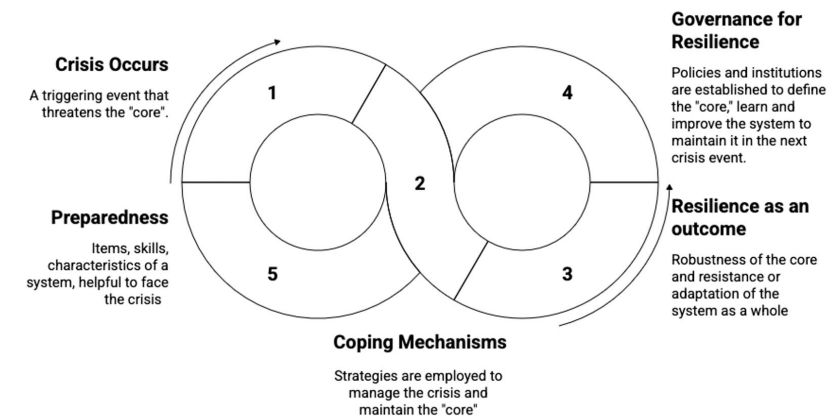 Crisis Occurs
A triggering event that
threatens the "core".
1
2
4
Governance for
Resilience
Policies and institutions
are established to define
the "core," learn and
improve the system to
maintain it in the next
crisis event.
Preparedness
Items, skills,
characteristics of a
system, helpful to face
the crisis
5
3
Resilience as an
outcome
Robustness of the core
and resistance or
adaptation of the
system as a whole
Coping Mechanisms
Strategies are employed to
manage the crisis and
maintain the "core"